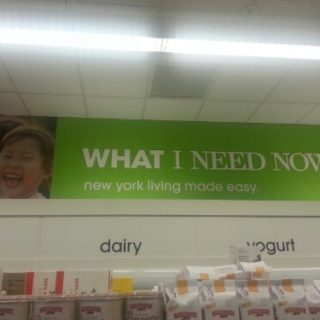 WHAT I NEED NOW
new york living made easy.
dairy
yogurt